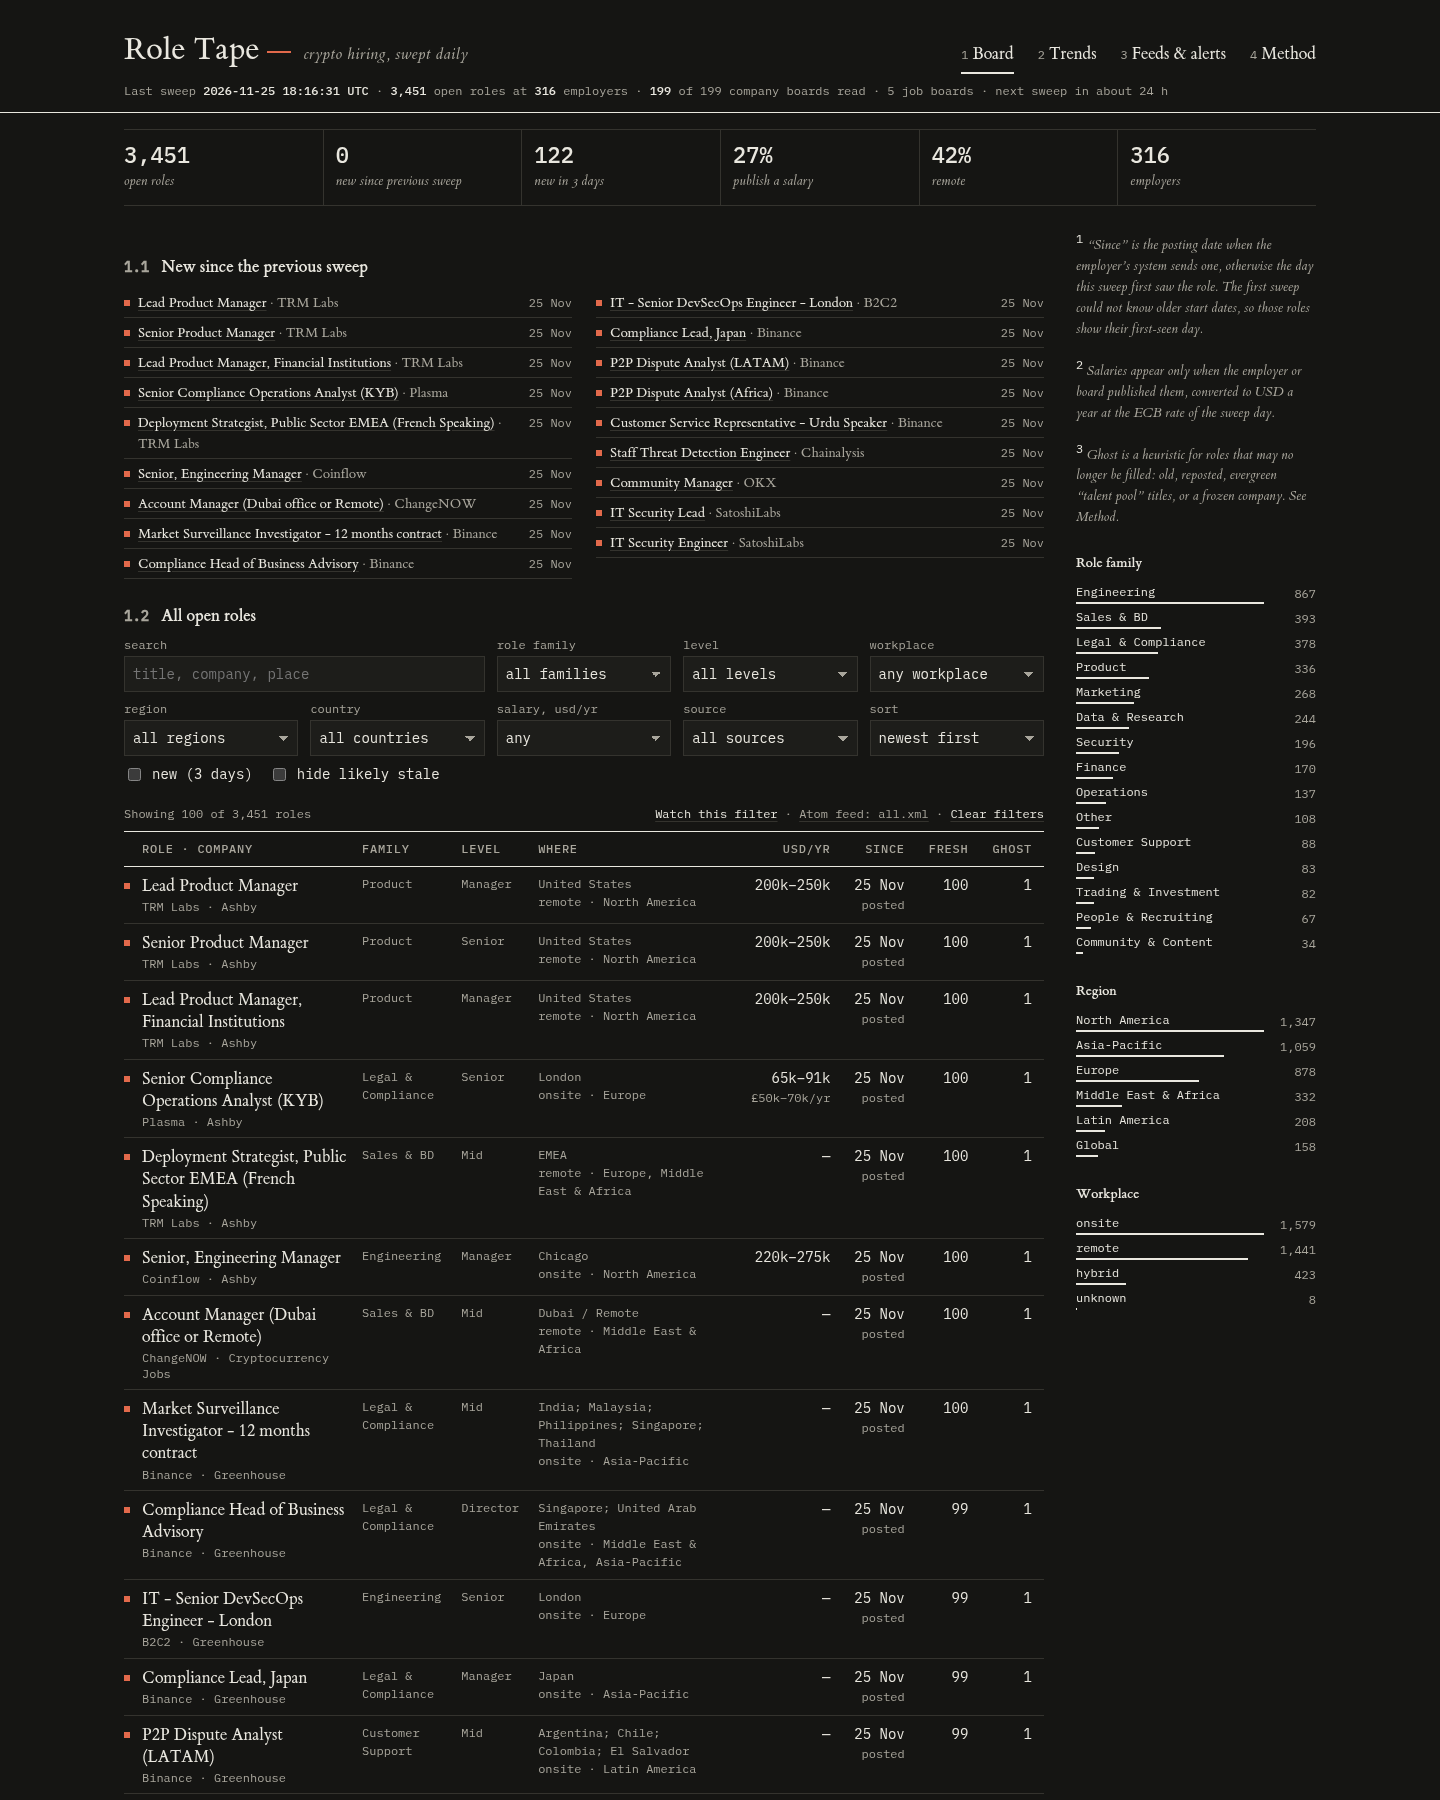 Role Tape — crypto hiring, swept daily
1 Board 2 Trends 3 Feeds & alerts 4 Method
Last sweep 2026-11-25 18:16:31 UTC · 3,451 open roles at 316 employers · 199 of 199 company boards read · 5 job boards · next sweep in about 24 h
3,451
open roles
0
new since previous sweep
122
new in 3 days
27%
publish a salary
42%
remote
316
employers
1.1 New since the previous sweep
Lead Product Manager · TRM Labs 25 Nov
Senior Product Manager · TRM Labs 25 Nov
Lead Product Manager, Financial Institutions · TRM Labs 25 Nov
Senior Compliance Operations Analyst (KYB) · Plasma 25 Nov
Deployment Strategist, Public Sector EMEA (French Speaking) · 25 Nov
TRM Labs
Senior, Engineering Manager · Coinflow 25 Nov
Account Manager (Dubai office or Remote) · ChangeNOW 25 Nov
Market Surveillance Investigator - 12 months contract · Binance 25 Nov
Compliance Head of Business Advisory · Binance 25 Nov
IT - Senior DevSecOps Engineer - London · B2C2 25 Nov
Compliance Lead, Japan · Binance 25 Nov
P2P Dispute Analyst (LATAM) · Binance 25 Nov
P2P Dispute Analyst (Africa) · Binance 25 Nov
Customer Service Representative - Urdu Speaker · Binance 25 Nov
Staff Threat Detection Engineer · Chainalysis 25 Nov
Community Manager · OKX 25 Nov
IT Security Lead · SatoshiLabs 25 Nov
IT Security Engineer · SatoshiLabs 25 Nov
1.2 All open roles
search
title, company, place
role family
all families
level
all levels
workplace
any workplace
region
all regions
country
all countries
salary, usd/yr
any
source
all sources
sort
newest first
new (3 days) hide likely stale
Showing 100 of 3,451 roles
Watch this filter · Atom feed: all.xml · Clear filters
ROLE · COMPANY FAMILY LEVEL WHERE USD/YR SINCE FRESH GHOST
Lead Product Manager Product Manager United States 200k–250k 25 Nov 100 1
TRM Labs · Ashby remote · North America posted
Senior Product Manager Product Senior United States 200k–250k 25 Nov 100 1
TRM Labs · Ashby remote · North America posted
Lead Product Manager, Product Manager United States 200k–250k 25 Nov 100 1
Financial Institutions remote · North America posted
TRM Labs · Ashby
Senior Compliance Legal & Senior London 65k–91k 25 Nov 100 1
Operations Analyst (KYB) Compliance onsite · Europe £50k–70k/yr posted
Plasma · Ashby
Deployment Strategist, Public Sales & BD Mid EMEA — 25 Nov 100 1
Sector EMEA (French remote · Europe, Middle posted
Speaking) East & Africa
TRM Labs · Ashby
Senior, Engineering Manager Engineering Manager Chicago 220k–275k 25 Nov 100 1
Coinflow · Ashby onsite · North America posted
Account Manager (Dubai Sales & BD Mid Dubai / Remote — 25 Nov 100 1
office or Remote) remote · Middle East & posted
ChangeNOW · Cryptocurrency Africa
Jobs
Market Surveillance Legal & Mid India; Malaysia; — 25 Nov 100 1
Investigator - 12 months Compliance Philippines; Singapore; posted
contract Thailand
Binance · Greenhouse onsite · Asia-Pacific
Compliance Head of Business Legal & Director Singapore; United Arab — 25 Nov 99 1
Advisory Compliance Emirates posted
Binance · Greenhouse onsite · Middle East &
Africa, Asia-Pacific
IT - Senior DevSecOps Engineering Senior London — 25 Nov 99 1
Engineer - London onsite · Europe posted
B2C2 · Greenhouse
Compliance Lead, Japan Legal & Manager Japan — 25 Nov 99 1
Binance · Greenhouse Compliance onsite · Asia-Pacific posted
P2P Dispute Analyst Customer Mid Argentina; Chile; — 25 Nov 99 1
(LATAM) Support Colombia; El Salvador posted
Binance · Greenhouse onsite · Latin America
1 “Since” is the posting date when the
employer’s system sends one, otherwise the day
this sweep first saw the role. The first sweep
could not know older start dates, so those roles
show their first-seen day.
2 Salaries appear only when the employer or
board published them, converted to USD a
year at the ECB rate of the sweep day.
3 Ghost is a heuristic for roles that may no
longer be filled: old, reposted, evergreen
“talent pool” titles, or a frozen company. See
Method.
Role family
Engineering 867
Sales & BD 393
Legal & Compliance 378
Product 336
Marketing 268
Data & Research 244
Security 196
Finance 170
Operations 137
Other 108
Customer Support 88
Design 83
Trading & Investment 82
People & Recruiting 67
Community & Content 34
Region
North America 1,347
Asia-Pacific 1,059
Europe 878
Middle East & Africa 332
Latin America 208
Global 158
Workplace
onsite 1,579
remote 1,441
hybrid 423
unknown 8